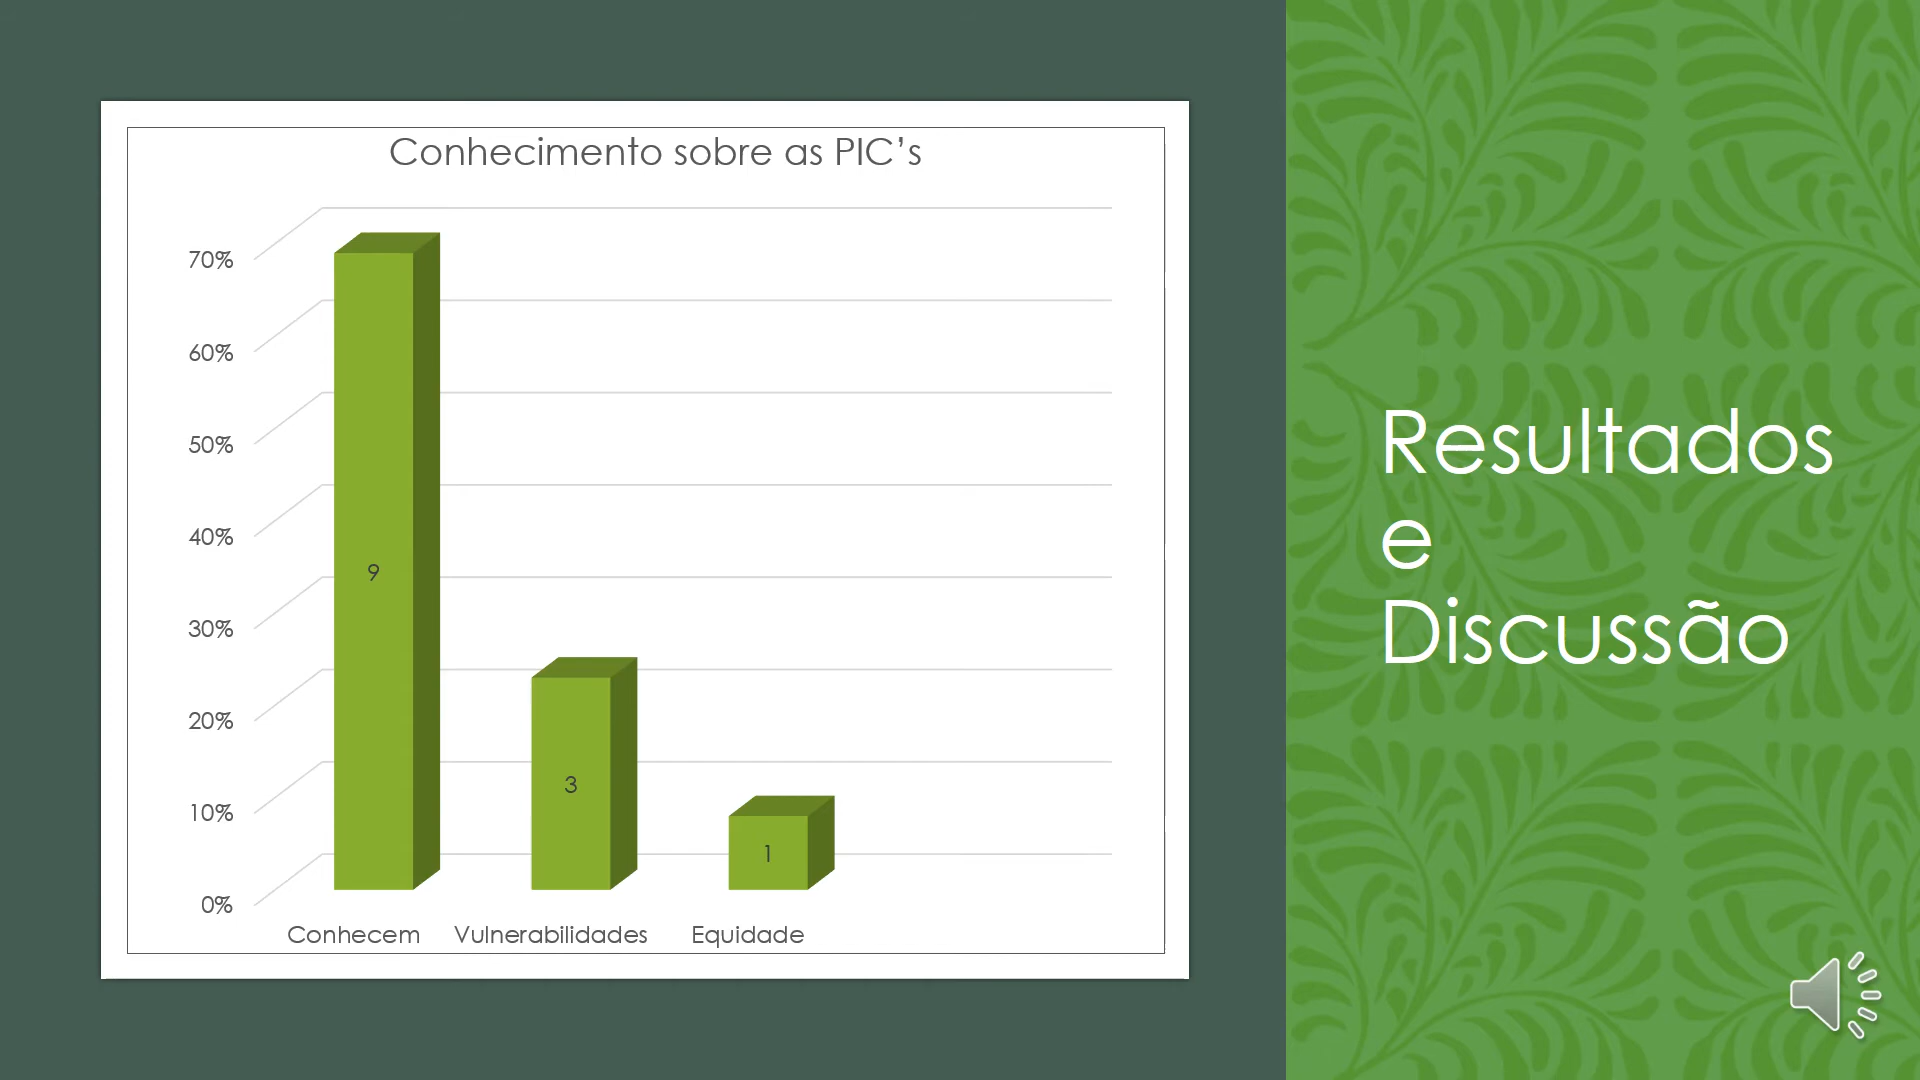 Conhecimento sobre as PIC’s
70%
60%
50%
40%
30%
20%
10%
0%
9
3
1
Conhecem Vulnerabilidades Equidade
Resultados
e
Discussão